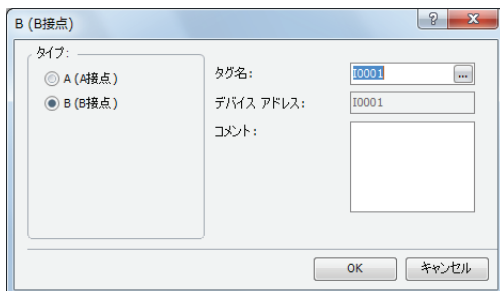 B (B接点)
タイプ:
A (A接点)
B (B接点)
タグ名:
I0001
...
デバイス アドレス:
I0001
コメント:
OK
キャンセル